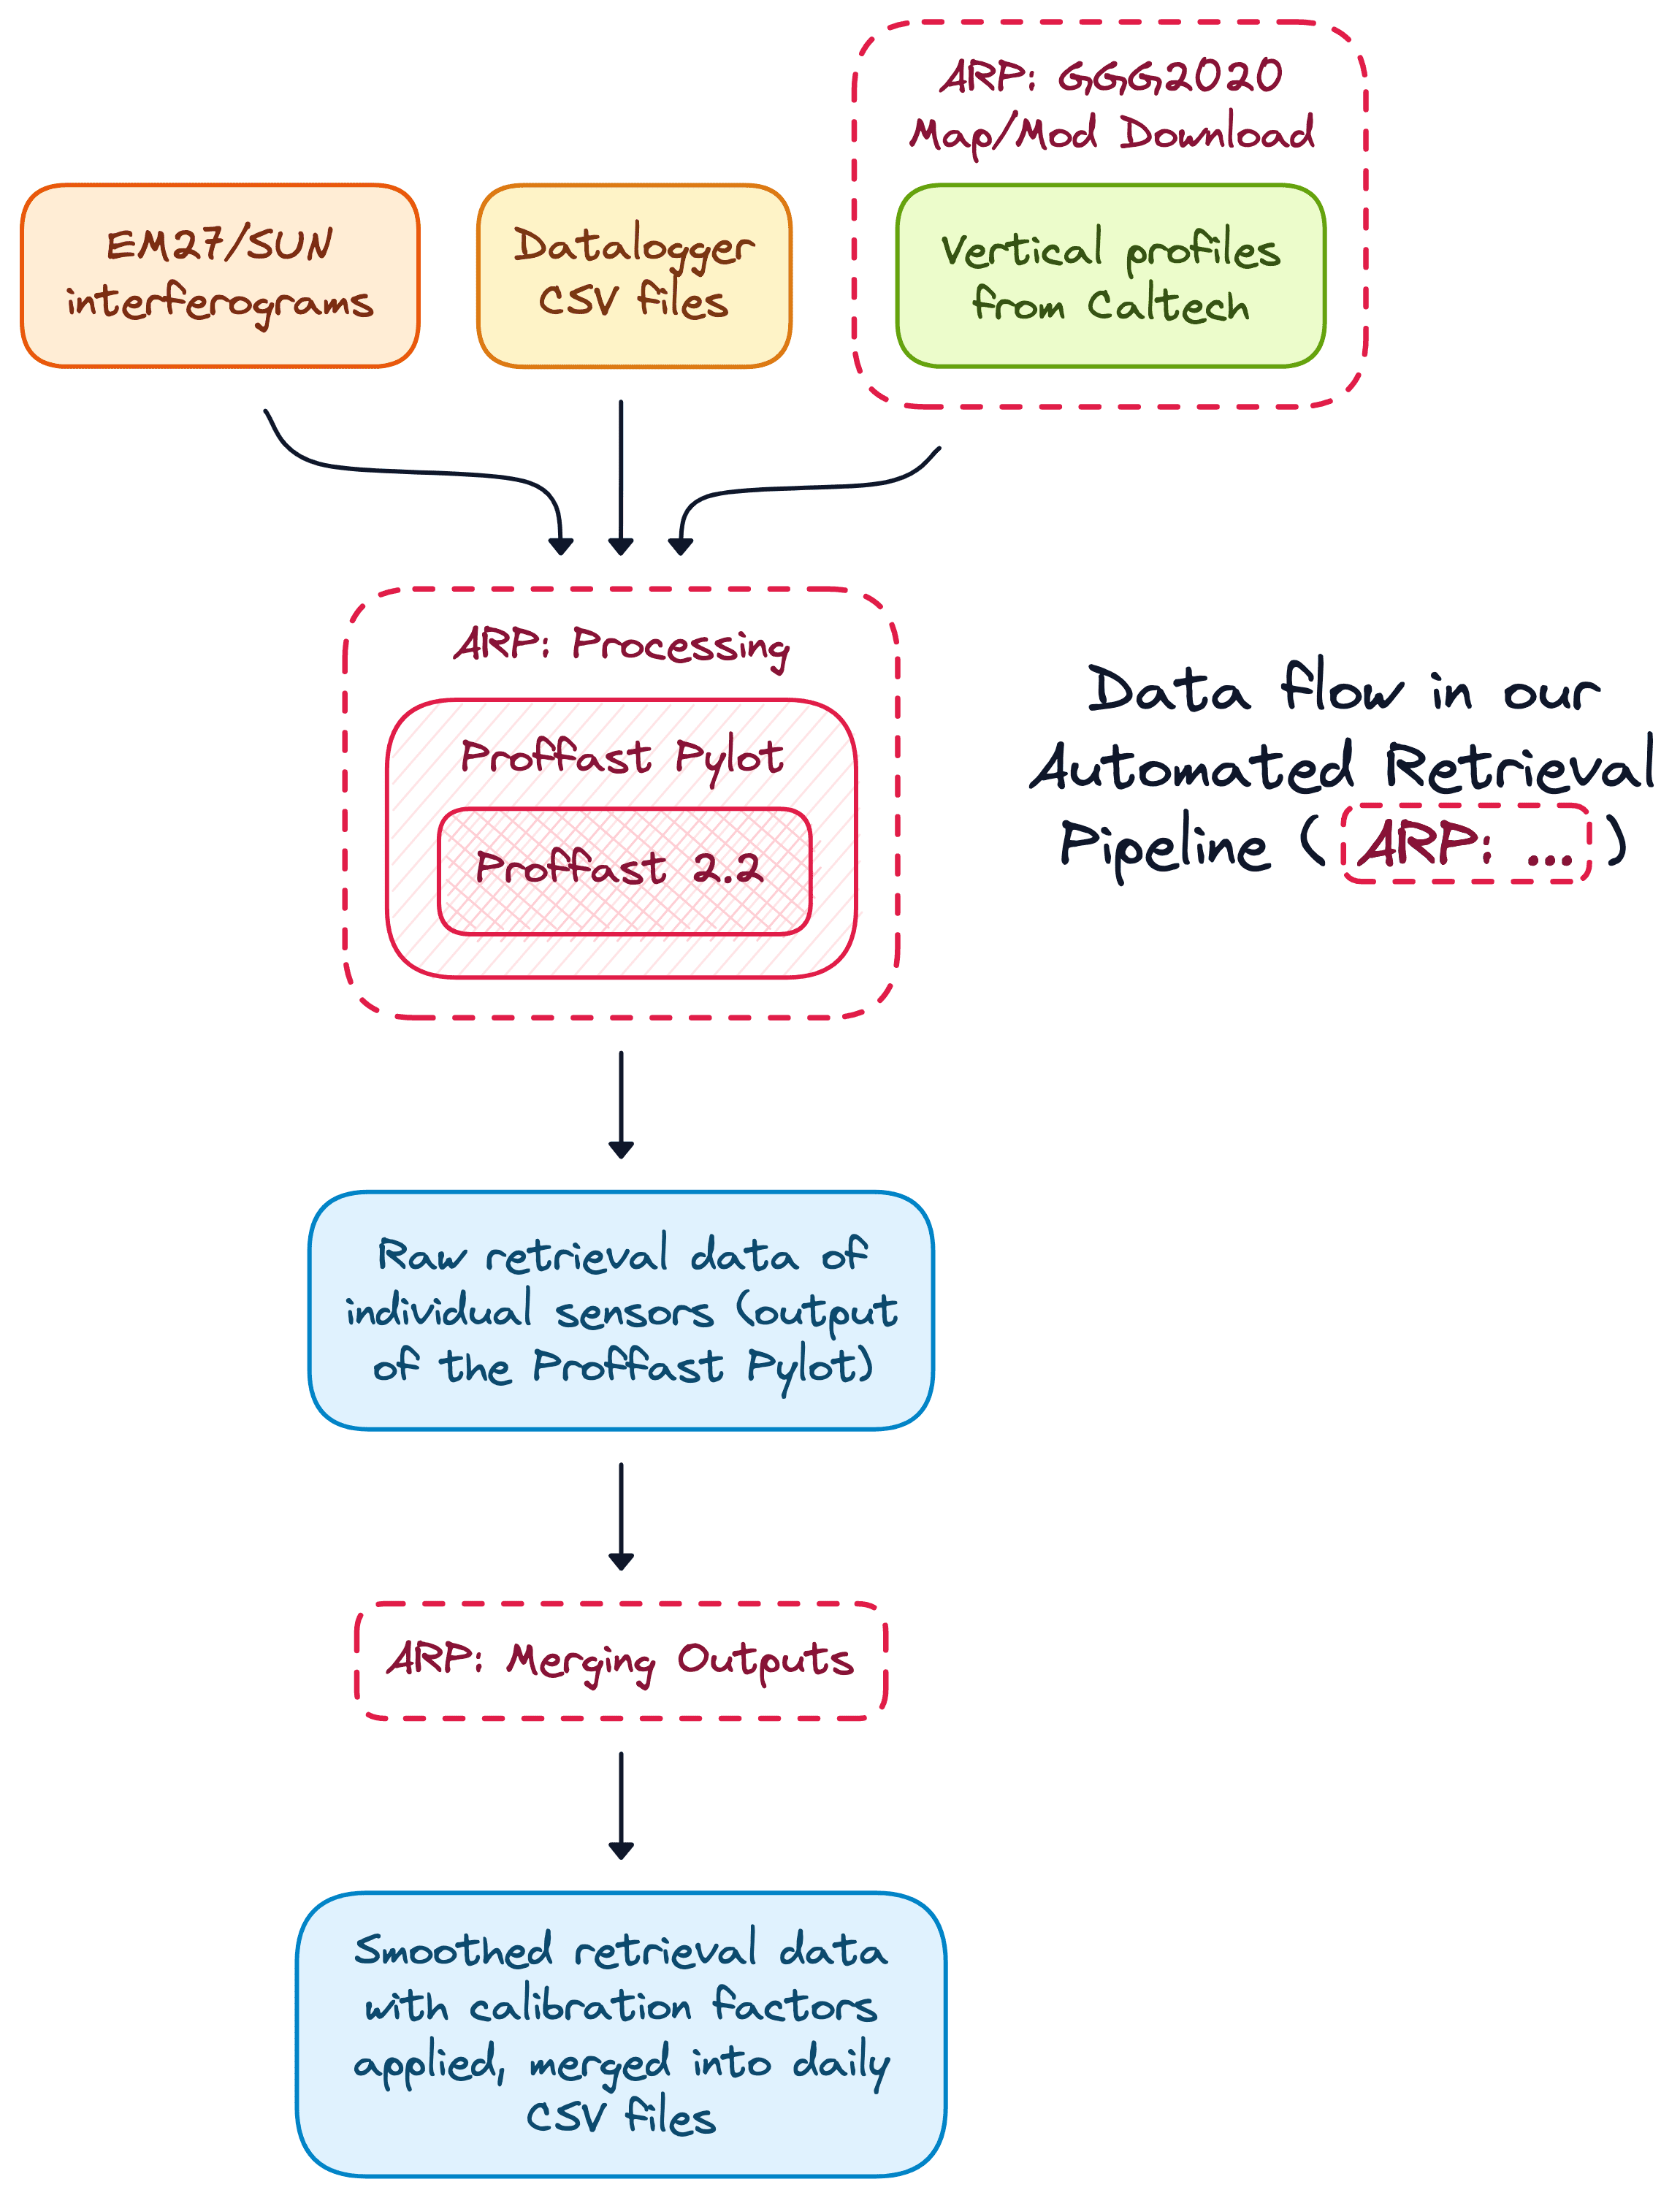 ARP: GGG2020
Map/Mod Download
EM27/SUN
interferograms
Datalogger
CSV files
Vertical profiles
from Caltech
ARP: Processing
Proffast Pylot
Proffast 2.2
Data flow in our
Automated Retrieval
Pipeline ( ARP: ... )
Raw retrieval data of
individual sensors (output
of the Proffast Pylot)
ARP: Merging Outputs
Smoothed retrieval data
with calibration factors
applied, merged into daily
CSV files